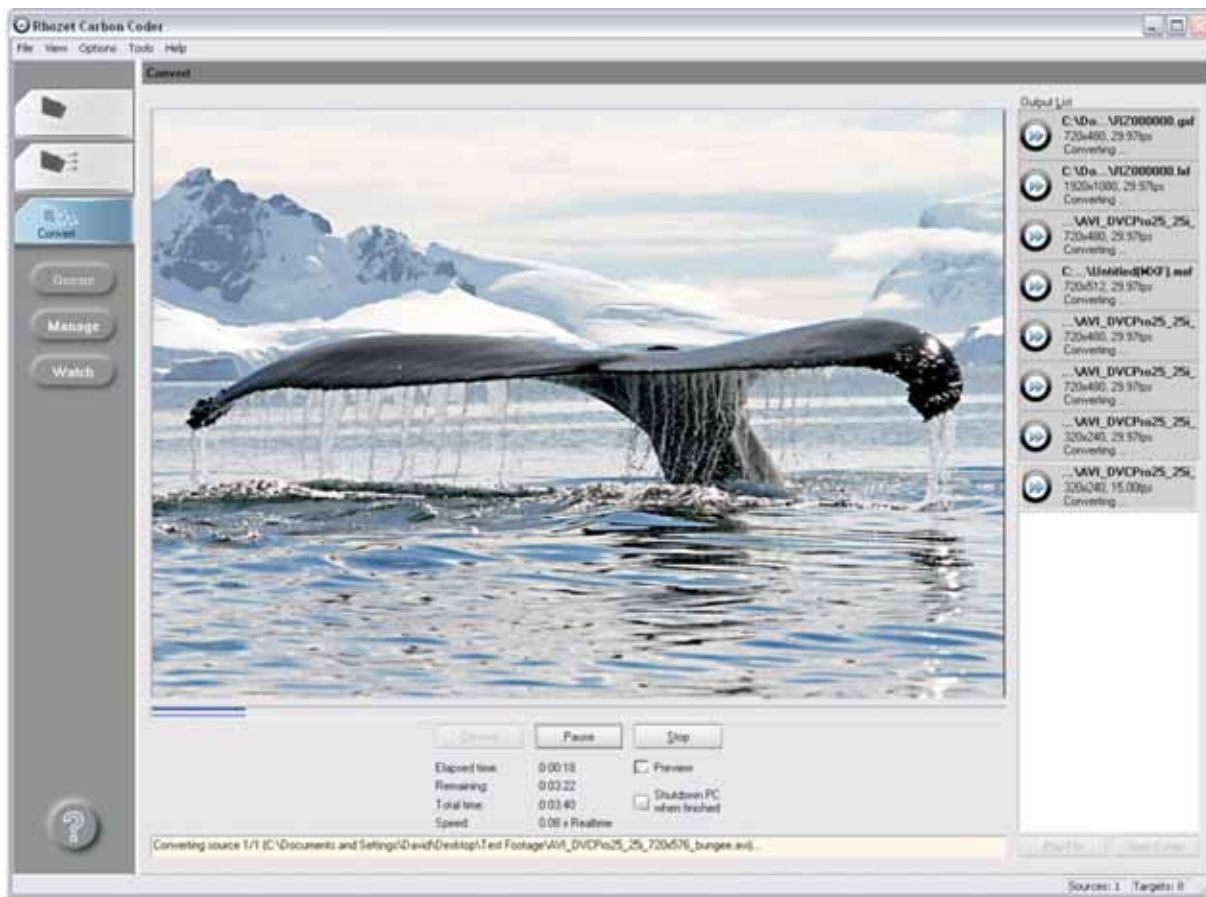 Rhozet Carbon Coder
File View Options Tools Help
Convert
Convert
Manage
Watch
Output List
C:\Do...\RZ000000.gxf
720x480, 29.97fps
Converting ...
C:\Do...\RZ000000.lxf
1920x1080, 29.97fps
Converting ...
...\AVI_DVCPro25_25i_
720x480, 29.97fps
Converting ...
C:...\Untitled(MXF).mxf
720x512, 29.97fps
Converting ...
...\AVI_DVCPro25_25i_
720x480, 29.97fps
Converting ...
...\AVI_DVCPro25_25i_
720x480, 29.97fps
Converting ...
...\AVI_DVCPro25_25i_
320x240, 29.97fps
Converting ...
...\AVI_DVCPro25_25i_
320x240, 15.00fps
Converting ...
Pause Stop
Elapsed time: 0:00:18 Preview
Remaining: 0:03:22
Total time: 0:03:40 Shutdown PC when finished
Speed: 0.08 x Realtime
Converting source 1/1 (C:\Documents and Settings\David\Desktop\Test Footage\AVI_DVCPro25_25i_720x576_bungee.avi)...
Sources: 1 Targets: 8